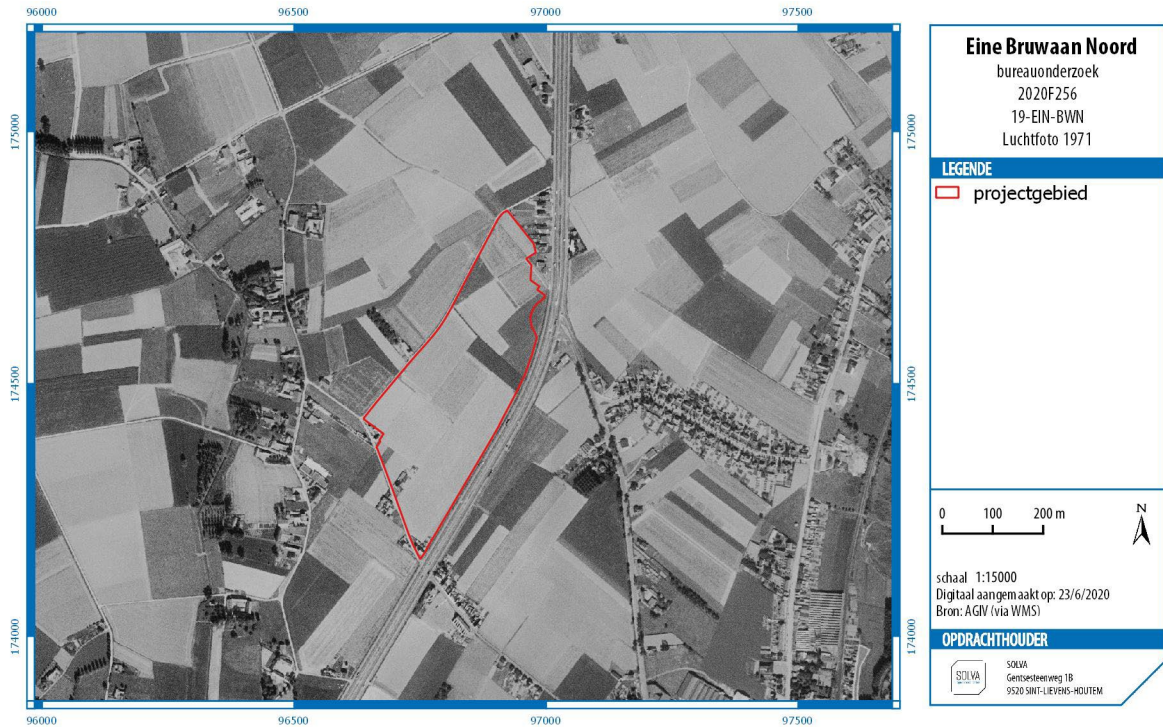 96000 96500 97000 97500
175000
174500
174000
175000
174500
174000
96000 96500 97000 97500
Eine Bruwaan Noord
bureauonderzoek
2020F256
19-EIN-BWN
Luchtfoto 1971
LEGENDE
projectgebied
0 100 200 m
N
schaal 1:15000
Digitaal aangemaakt op: 23/6/2020
Bron: AGIV (via WMS)
OPDRACHTHOUDER
SOLVA
SOLVA
Gentsesteenweg 1B
9520 SINT-LIEVENS-HOUTEM